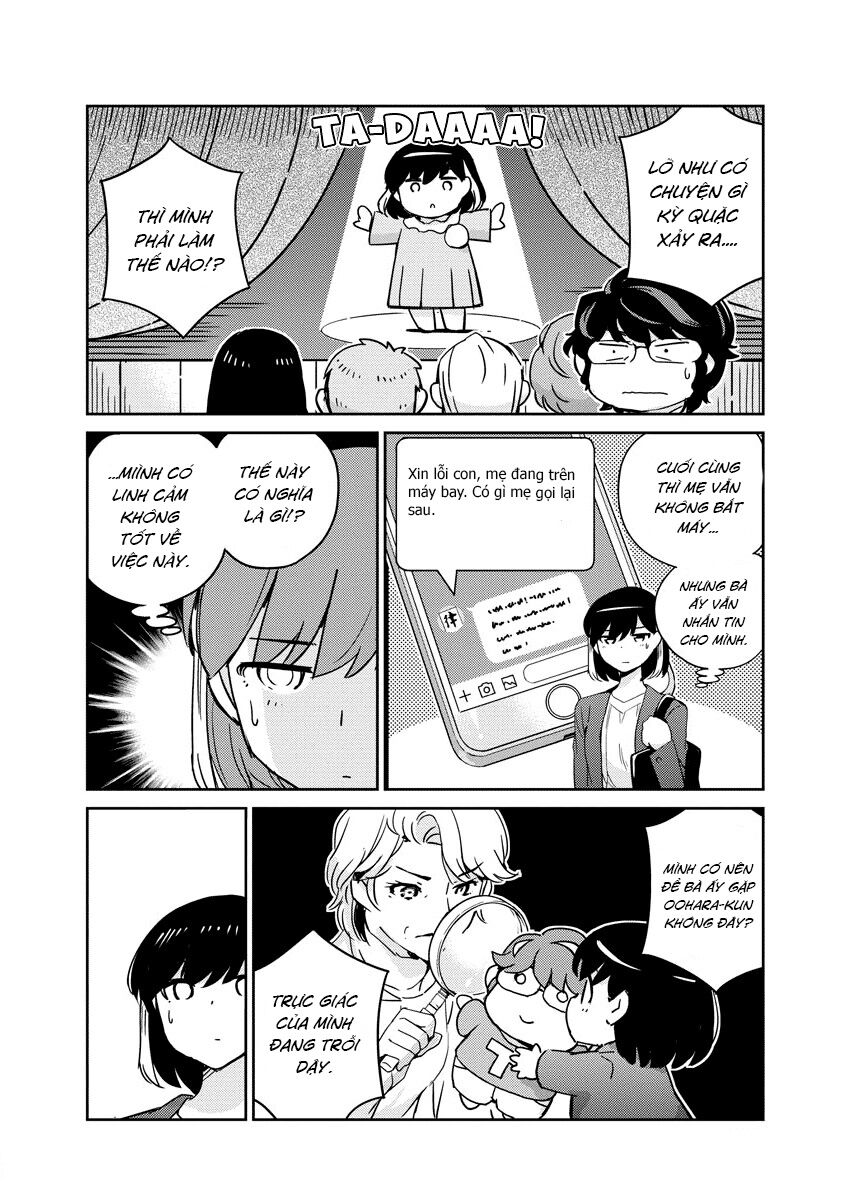 TA-DAAAA!
LỠ NHƯ CÓ
CHUYỆN GÌ
KỲ QUẶC
XẢY RA....
THÌ MÌNH
PHẢI LÀM
THẾ NÀO!?
CUỐI CÙNG
THÌ MẸ VẪN
KHÔNG BẮT
MÁY...
NHƯNG BÀ
ẤY VẪN
NHẮN TIN
CHO MÌNH.
Xin lỗi con, mẹ đang trên
máy bay. Có gì mẹ gọi lại
sau.
THẾ NÀY
CÓ NGHĨA
LÀ GÌ!?
...MIÌNH CÓ
LINH CẢM
KHÔNG
TỐT VỀ
VIỆC NÀY.
MÌNH CÓ NÊN
ĐỂ BÀ ẤY GẶP
OOHARA-KUN
KHÔNG ĐÂY?
TRỰC GIÁC
CỦA MÌNH
ĐANG TRỖI
DẬY.
T